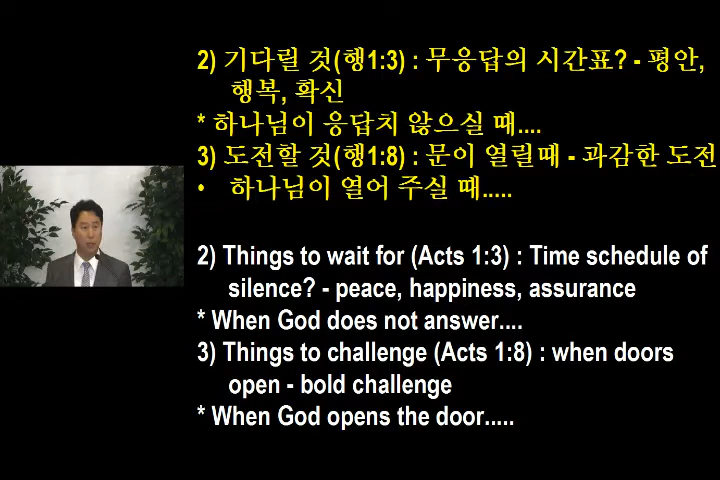 2) 기다릴 것(행1:3) : 무응답의 시간표? - 평안,
행복, 확신
* 하나님이 응답치 않으실 때....
3) 도전할 것(행1:8) : 문이 열릴때 - 과감한 도전
• 하나님이 열어 주실 때.....
2) Things to wait for (Acts 1:3) : Time schedule of
silence? - peace, happiness, assurance
* When God does not answer....
3) Things to challenge (Acts 1:8) : when doors
open - bold challenge
* When God opens the door.....